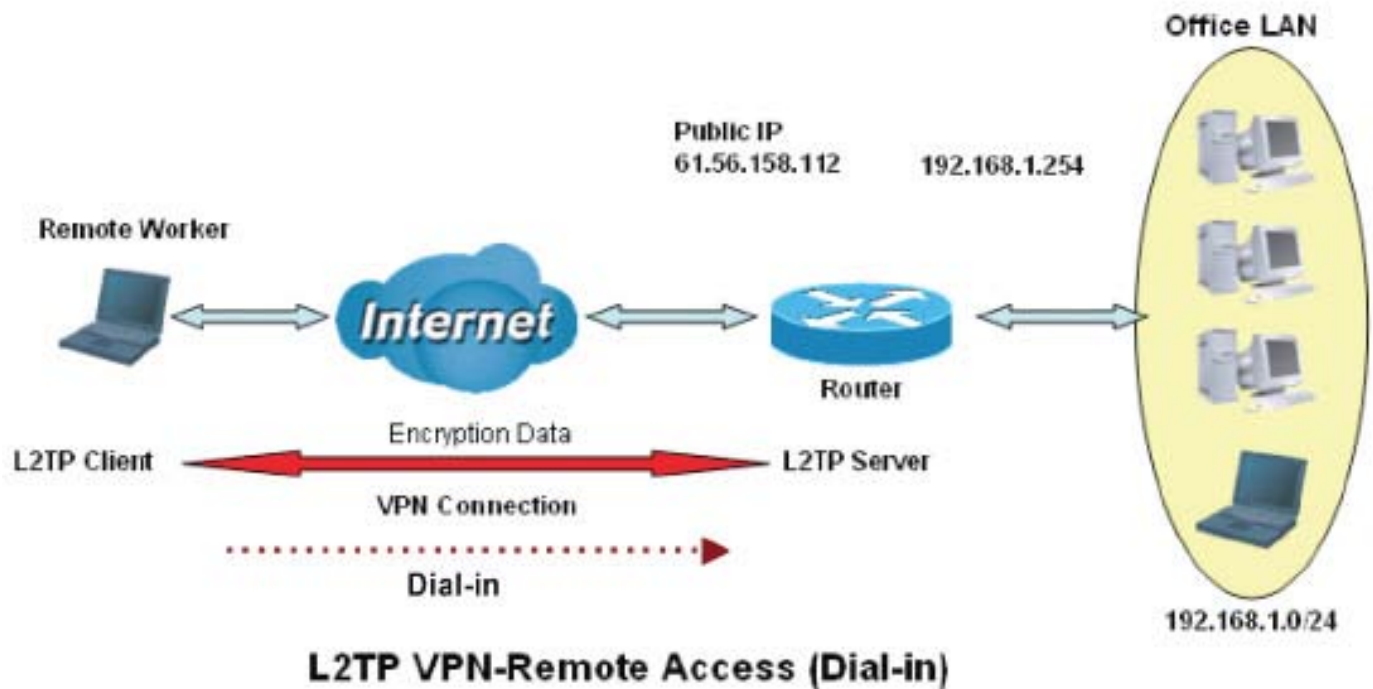 Office LAN
Public IP
61.56.158.112
192.168.1.254
Remote Worker
Internet
Router
Encryption Data
L2TP Client
L2TP Server
VPN Connection
Dial-in
192.168.1.0/24
L2TP VPN-Remote Access (Dial-in)